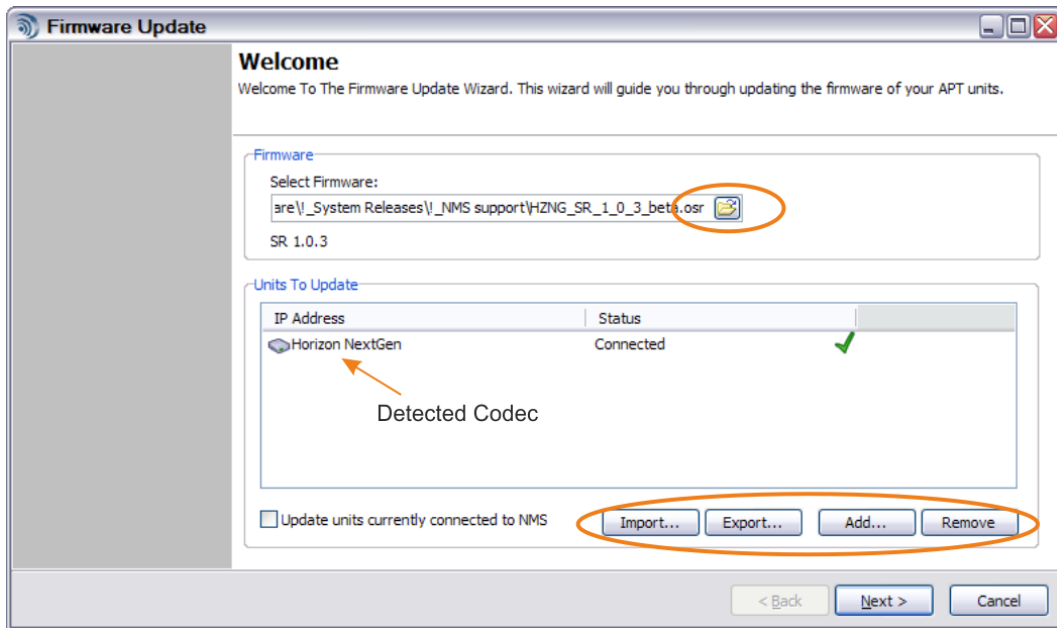 Firmware Update
Welcome
Welcome To The Firmware Update Wizard. This wizard will guide you through updating the firmware of your APT units.
Firmware
Select Firmware:
are\!_System Releases\!_NMS support\HZNG_SR_1_0_3_beta.osr
SR 1.0.3
Units To Update
IP Address Status
Horizon NextGen Connected
Detected Codec
Update units currently connected to NMS Import... Export... Add... Remove
< Back Next > Cancel